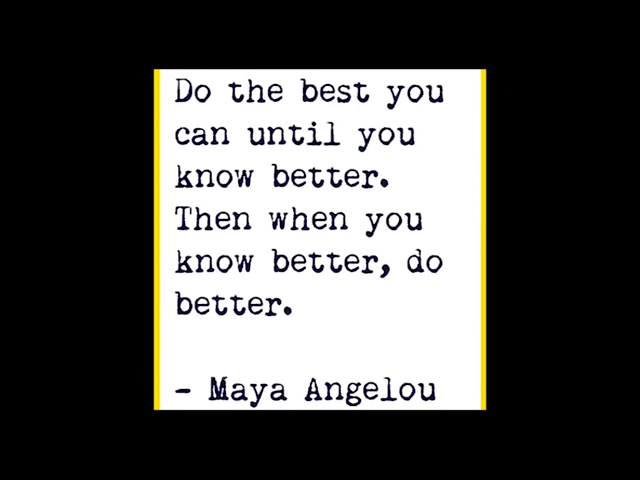 Do the best you
can until you
know better.
Then when you
know better, do
better.
- Maya Angelou